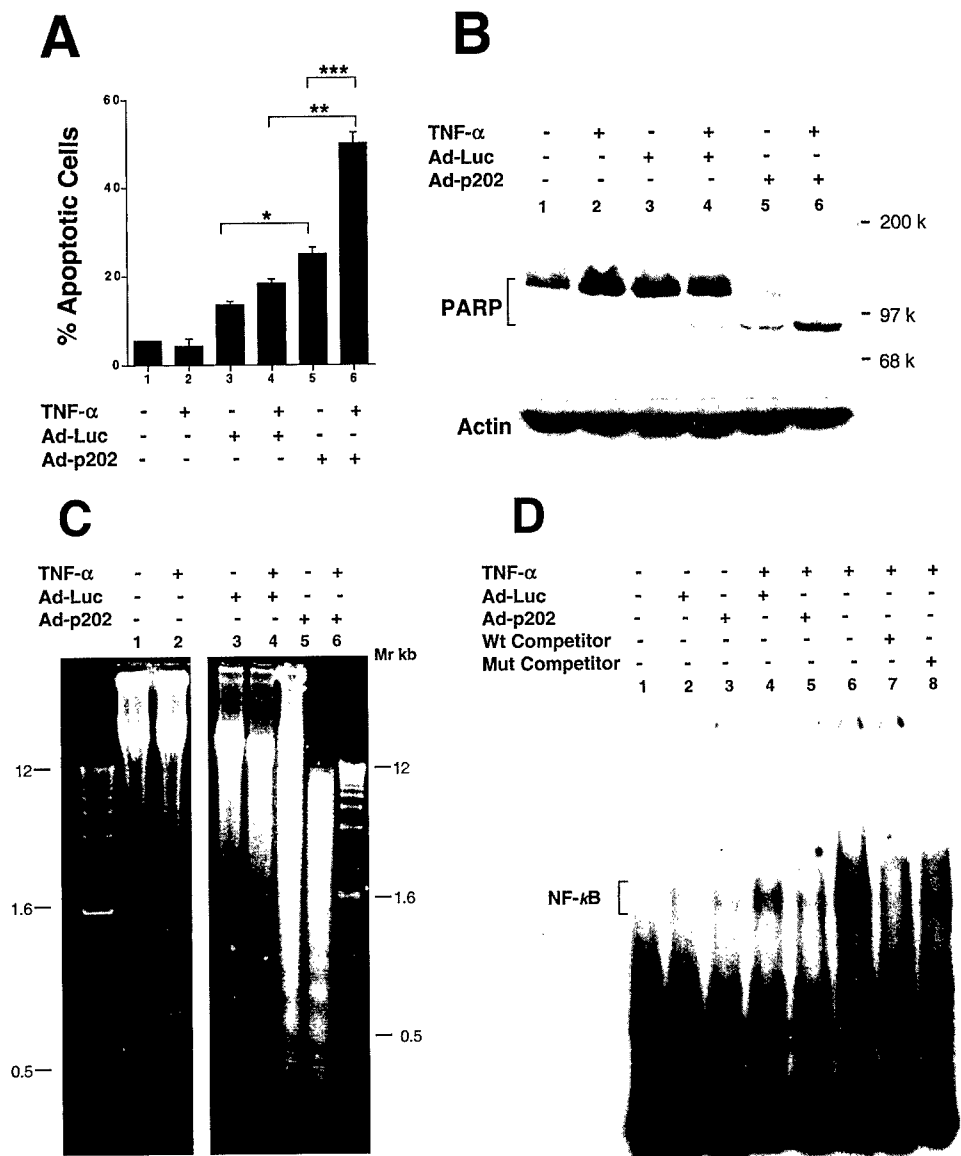 A
***
**
*
60
40
20
0
% Apoptotic Cells
1 2 3 4 5 6
TNF-α - + - + - +
Ad-Luc - - + + - -
Ad-p202 - - - - + +
B
TNF-α - + - + - +
Ad-Luc - - + + - -
Ad-p202 - - - - + +
1 2 3 4 5 6
- 200 k
PARP
- 97 k
- 68 k
Actin
C
TNF-α - + - + - +
Ad-Luc - - + + - -
Ad-p202 - - - - + +
1 2 3 4 5 6
Mr kb
12 12
1.6 1.6
0.5
0.5
D
TNF-α - - - + + + + +
Ad-Luc - + - + - - - -
Ad-p202 - - + - + - - -
Wt Competitor - - - - - - + -
Mut Competitor - - - - - - - +
1 2 3 4 5 6 7 8
NF-κB